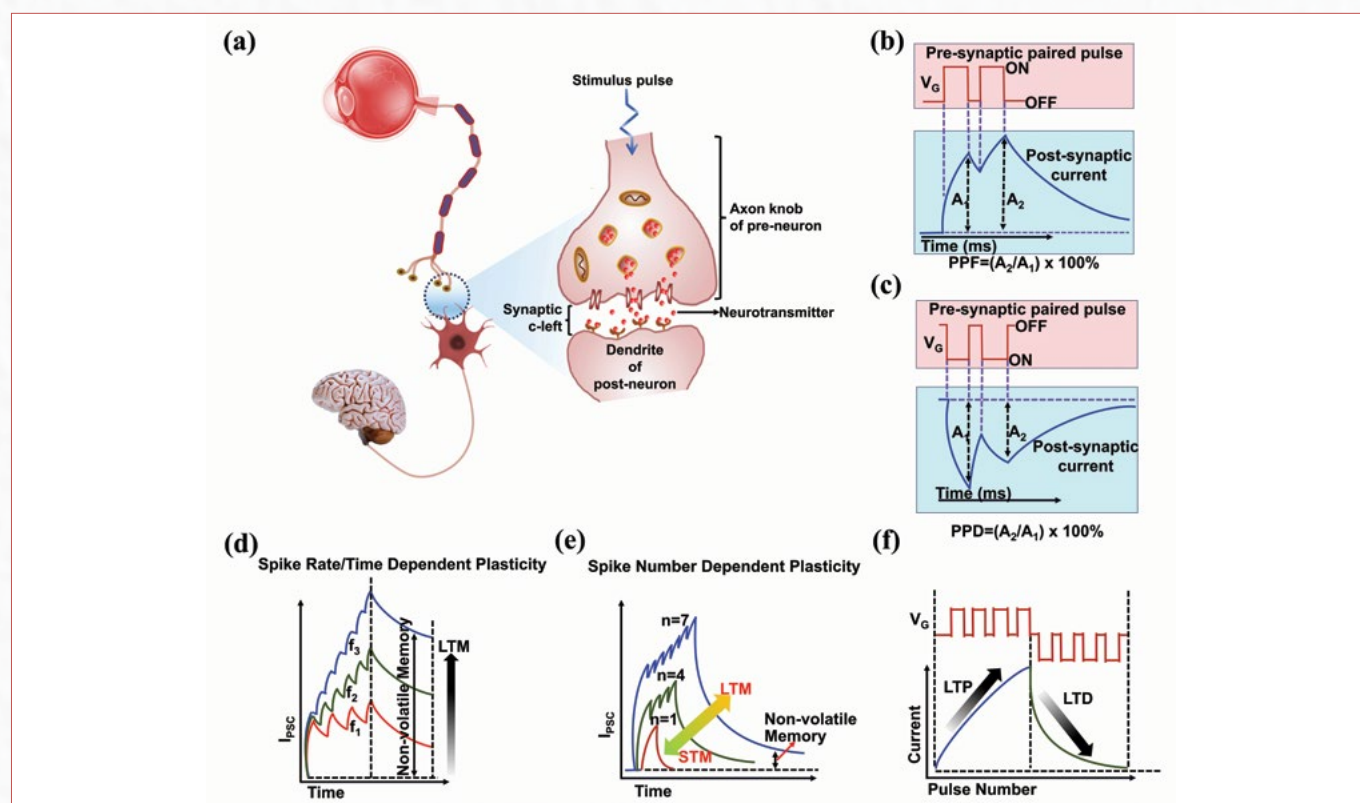 (a)
Stimulus pulse
Axon knob
of pre-neuron
Synaptic
c-left
Neurotransmitter
Dendrite
of
post-neuron
(b)
Pre-synaptic paired pulse
ON
V_G
OFF
Post-synaptic
current
A_1
A_2
Time (ms)
PPF=(A_2/A_1) x 100%
(c)
Pre-synaptic paired pulse
OFF
V_G
ON
A_1
A_2
Post-synaptic
current
Time (ms)
PPD=(A_2/A_1) x 100%
(d)
Spike Rate/Time Dependent Plasticity
f_3
f_2
f_1
Non-volatile Memory
LTM
I_PSC
Time
(e)
Spike Number Dependent Plasticity
n=7
n=4
n=1
LTM
STM
Non-volatile
Memory
I_PSC
Time
(f)
V_G
LTP
LTD
Current
Pulse Number